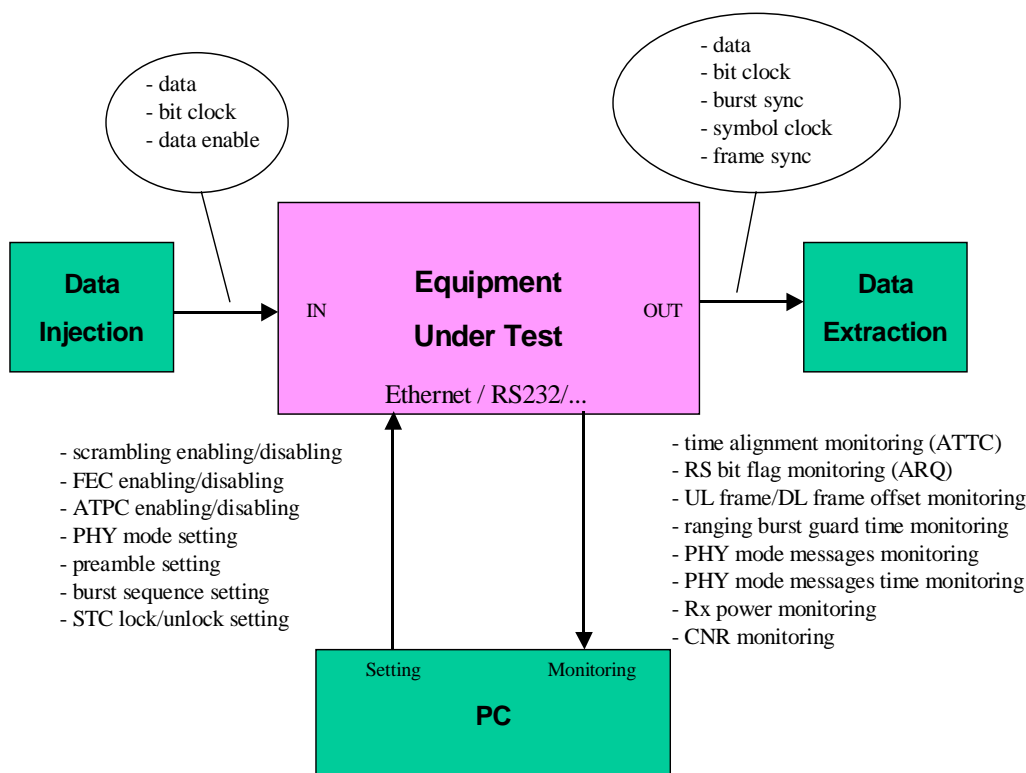 - data
- bit clock
- data enable
- data
- bit clock
- burst sync
- symbol clock
- frame sync
Data
Injection
IN
Equipment
Under Test
OUT
Ethernet / RS232/...
Data
Extraction
- scrambling enabling/disabling
- FEC enabling/disabling
- ATPC enabling/disabling
- PHY mode setting
- preamble setting
- burst sequence setting
- STC lock/unlock setting
- time alignment monitoring (ATTC)
- RS bit flag monitoring (ARQ)
- UL frame/DL frame offset monitoring
- ranging burst guard time monitoring
- PHY mode messages monitoring
- PHY mode messages time monitoring
- Rx power monitoring
- CNR monitoring
Setting
Monitoring
PC